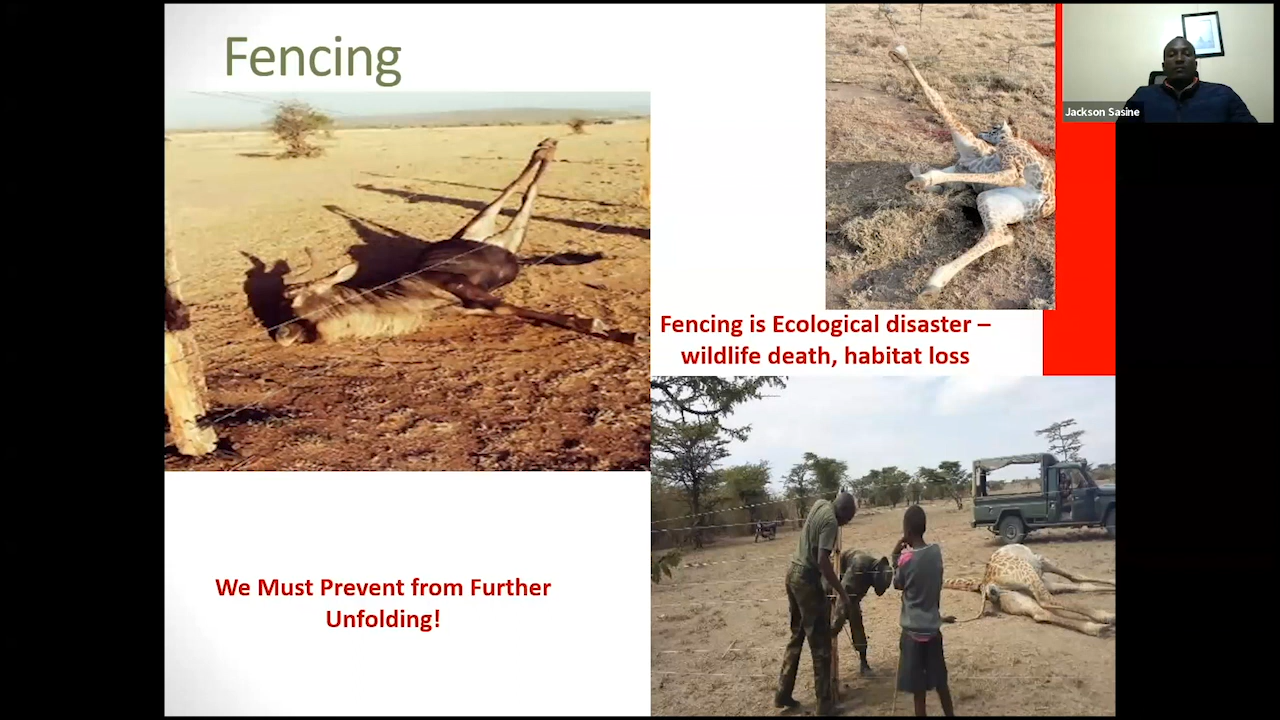 Fencing
Jackson Sasine
Fencing is Ecological disaster –
wildlife death, habitat loss
We Must Prevent from Further
Unfolding!